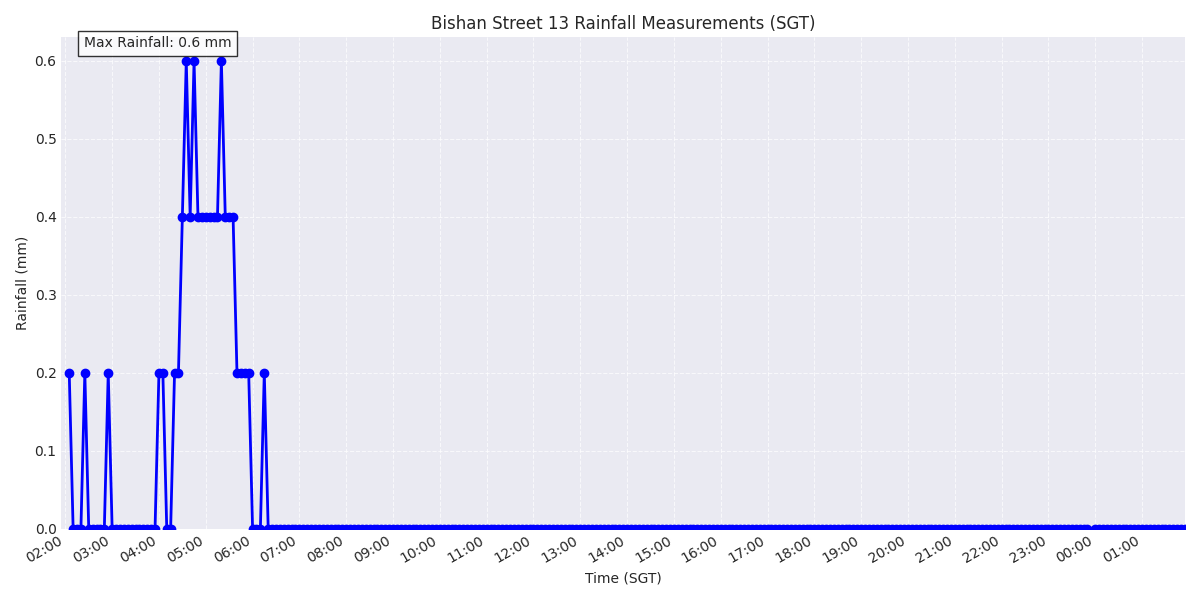 Bishan Street 13 Rainfall Measurements (SGT)
Max Rainfall: 0.6 mm
0.6
0.5
0.4
0.3
0.2
0.1
0.0
Rainfall (mm)
02:00 03:00 04:00 05:00 06:00 07:00 08:00 09:00 10:00 11:00 12:00 13:00 14:00 15:00 16:00 17:00 18:00 19:00 20:00 21:00 22:00 23:00 00:00 01:00
Time (SGT)